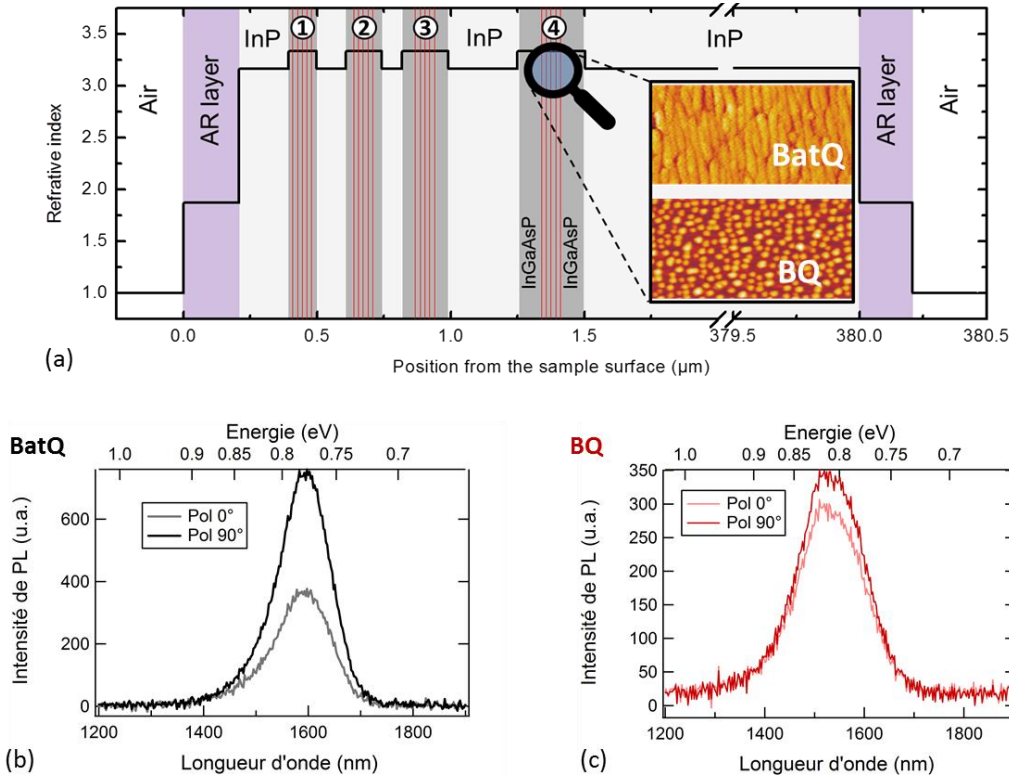 3.5
3.0
2.5
2.0
1.5
1.0
Refrative index
Air
AR layer
InP
1
2
3
InP
4
InP
AR layer
Air
InGaAsP
InGaAsP
BatQ
BQ
0.0
0.5
1.0
1.5
379.5
380.0
380.5
Position from the sample surface (µm)
(a)
BatQ
Energie (eV)
1.0
0.9
0.85
0.8
0.75
0.7
Pol 0°
Pol 90°
Intensité de PL (u.a.)
600
400
200
0
1200
1400
1600
1800
Longueur d'onde (nm)
(b)
BQ
Energie (eV)
1.0
0.9
0.85
0.8
0.75
0.7
Pol 0°
Pol 90°
Intensité de PL (u.a.)
350
300
250
200
150
100
50
0
1200
1400
1600
1800
Longueur d'onde (nm)
(c)